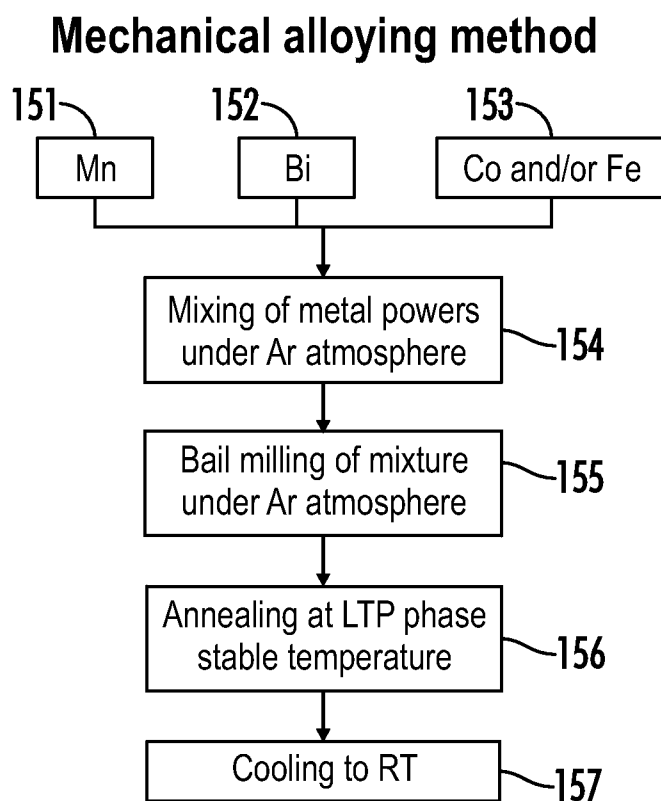 Mechanical alloying method
151 152 153
Mn Bi Co and/or Fe
Mixing of metal powers
under Ar atmosphere
154
Bail milling of mixture
under Ar atmosphere
155
Annealing at LTP phase
stable temperature
156
Cooling to RT
157